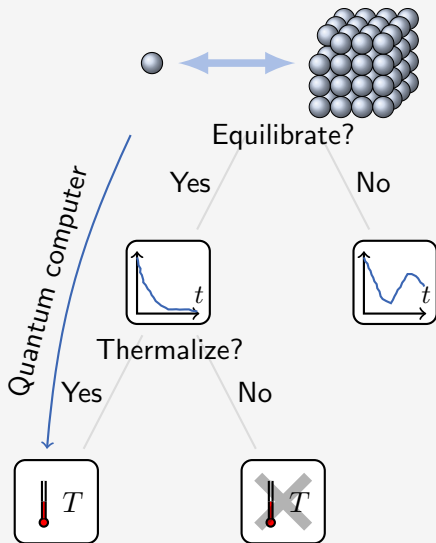 Equilibrate?
Yes
No
Quantum computer
t
t
Thermalize?
Yes
No
T
T